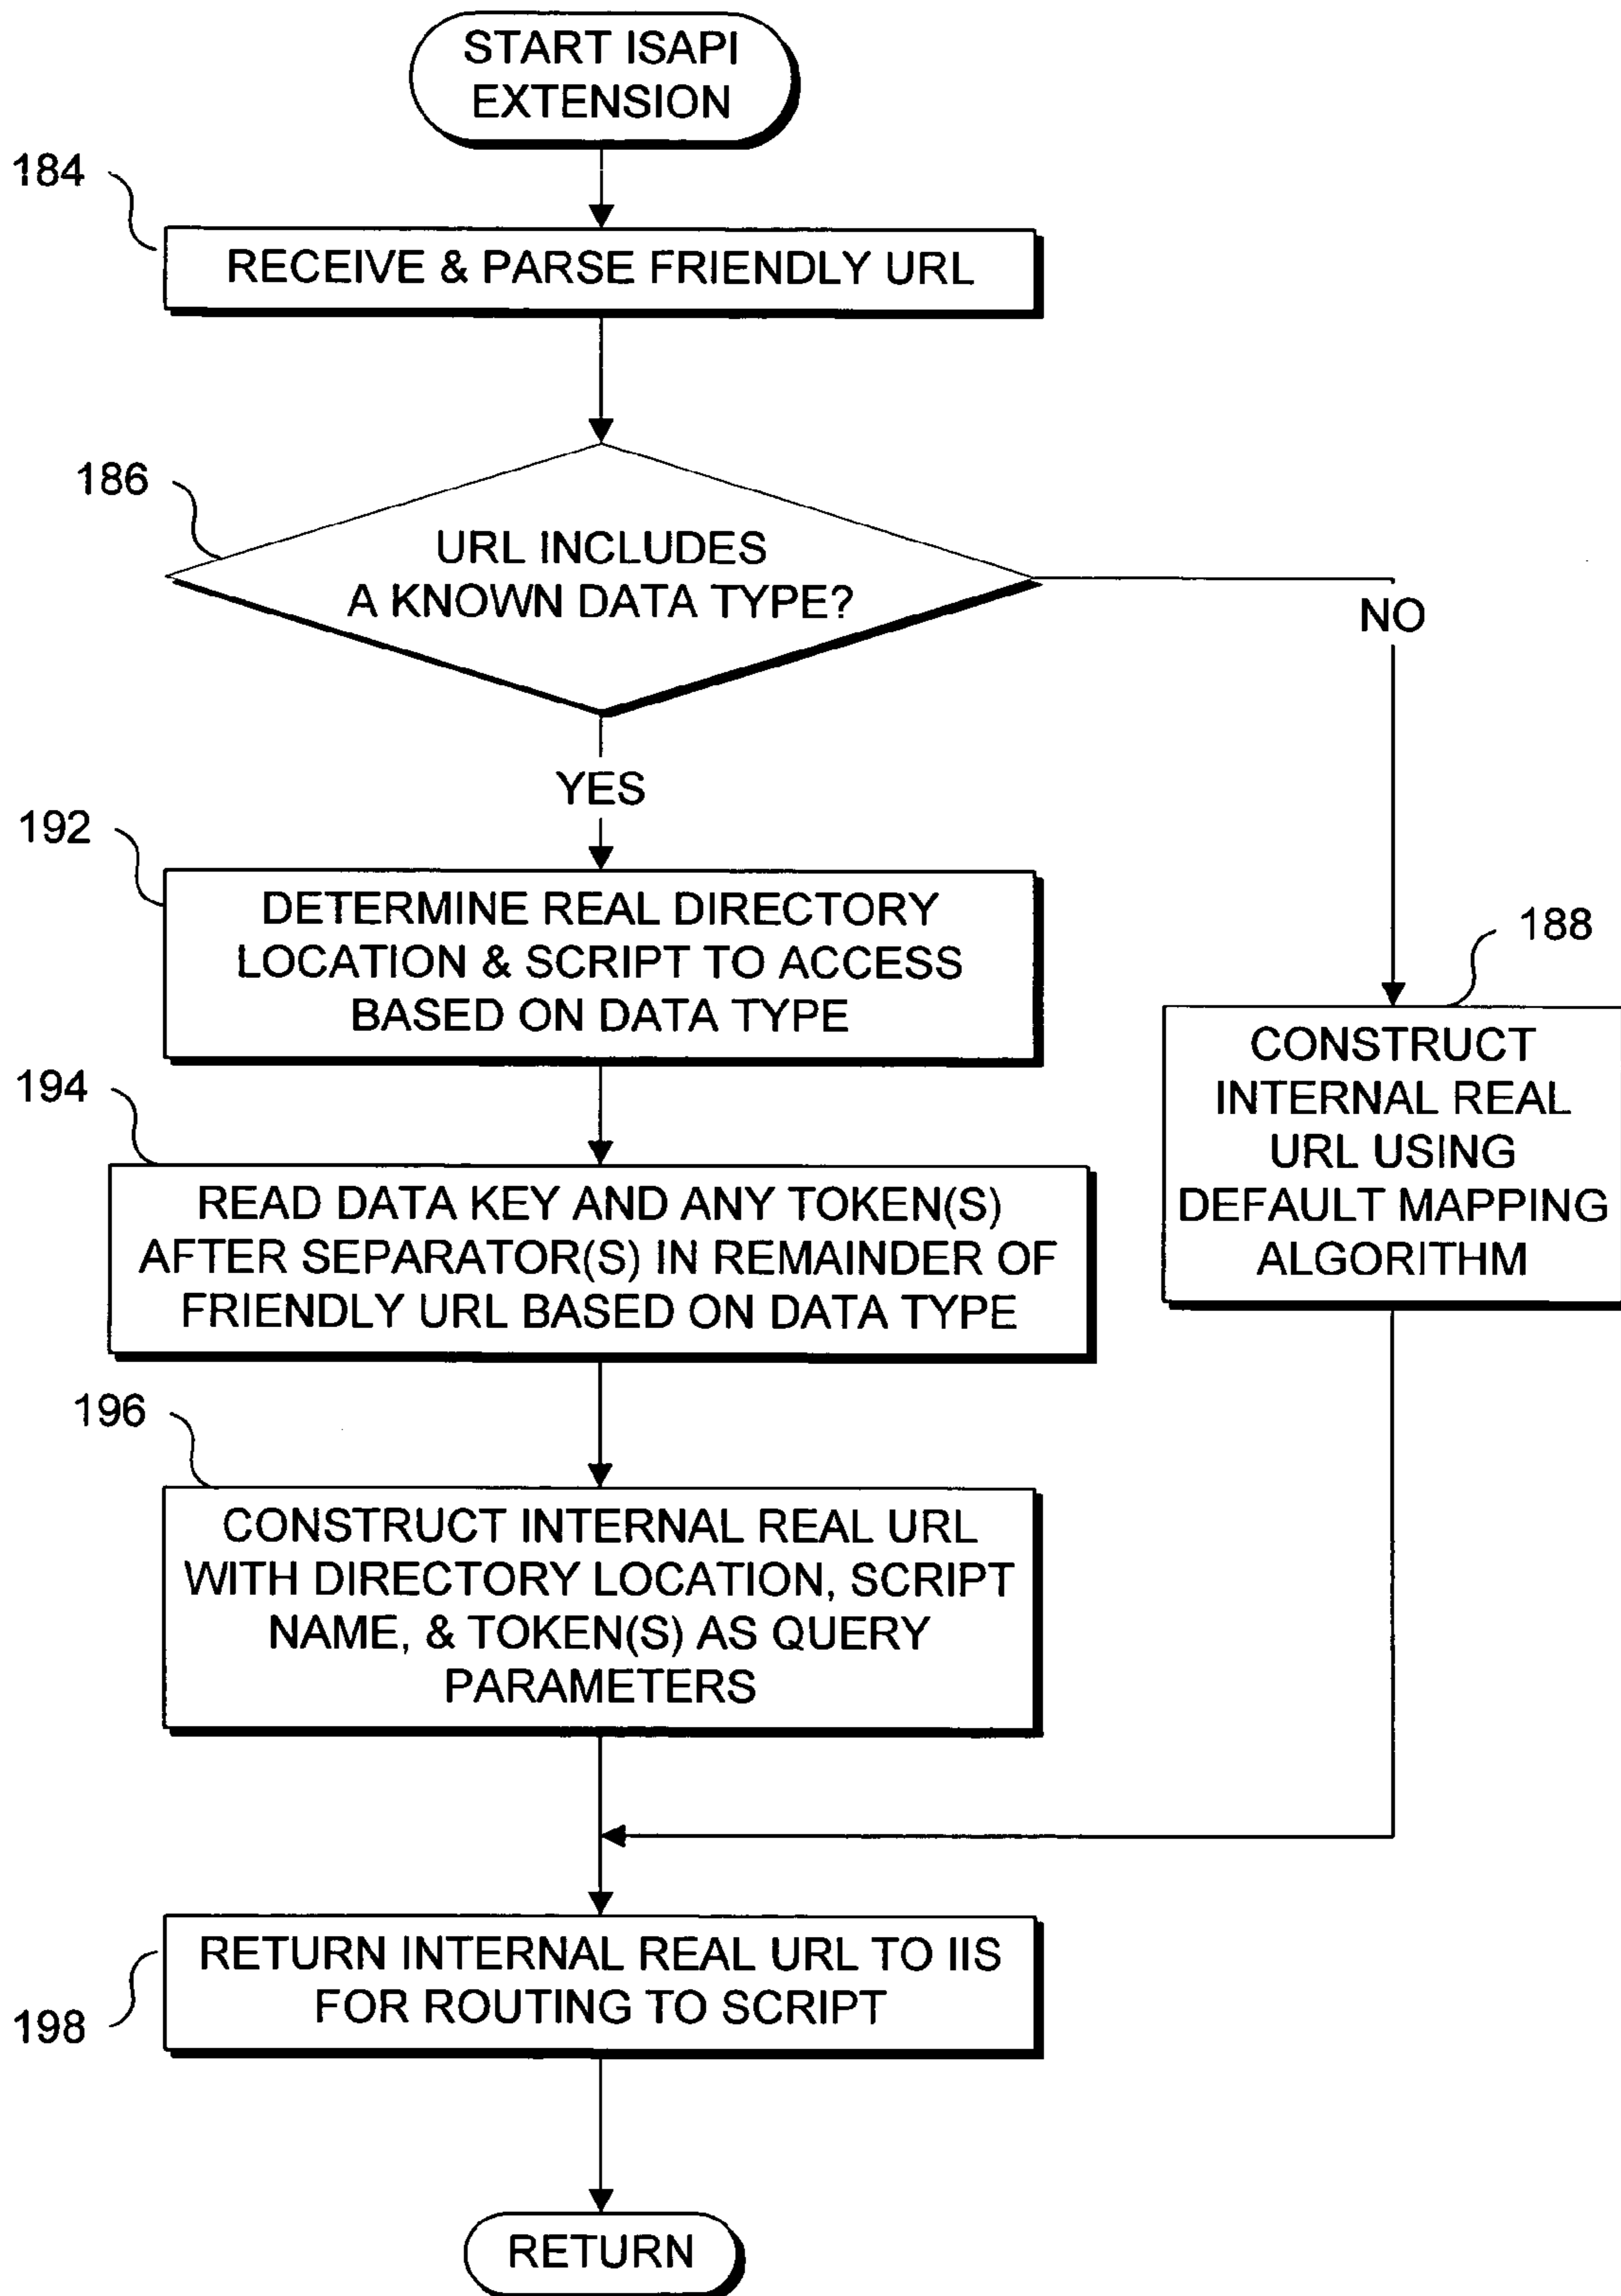 START ISAPI
EXTENSION
184
RECEIVE & PARSE FRIENDLY URL
186
URL INCLUDES
A KNOWN DATA TYPE?
NO
YES
192
DETERMINE REAL DIRECTORY
LOCATION & SCRIPT TO ACCESS
BASED ON DATA TYPE
188
CONSTRUCT
INTERNAL REAL
URL USING
DEFAULT MAPPING
ALGORITHM
194
READ DATA KEY AND ANY TOKEN(S)
AFTER SEPARATOR(S) IN REMAINDER OF
FRIENDLY URL BASED ON DATA TYPE
196
CONSTRUCT INTERNAL REAL URL
WITH DIRECTORY LOCATION, SCRIPT
NAME, & TOKEN(S) AS QUERY
PARAMETERS
198
RETURN INTERNAL REAL URL TO IIS
FOR ROUTING TO SCRIPT
RETURN